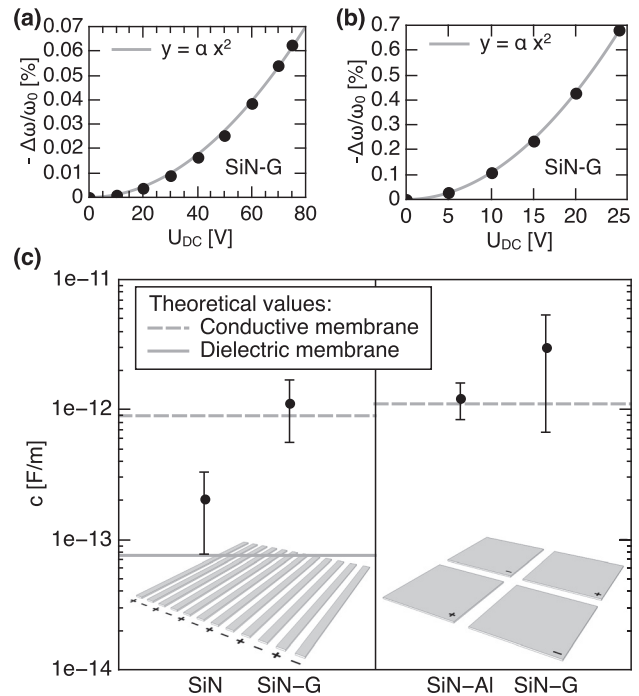 (a)
0.07
0.06
0.05
0.04
0.03
0.02
0.01
0
- Δω/ω0 [%]
y = α x²
SiN-G
0 20 40 60 80
UDC [V]
(b)
0.7
0.6
0.5
0.4
0.3
0.2
0.1
0
-Δω/ω0 [%]
y = α x²
SiN-G
0 5 10 15 20 25
UDC [V]
(c)
1e−11
1e−12
1e−13
1e−14
c [F/m]
Theoretical values:
Conductive membrane
Dielectric membrane
+ − + − + − + − + − + −
− + + −
SiN SiN−G SiN−Al SiN−G